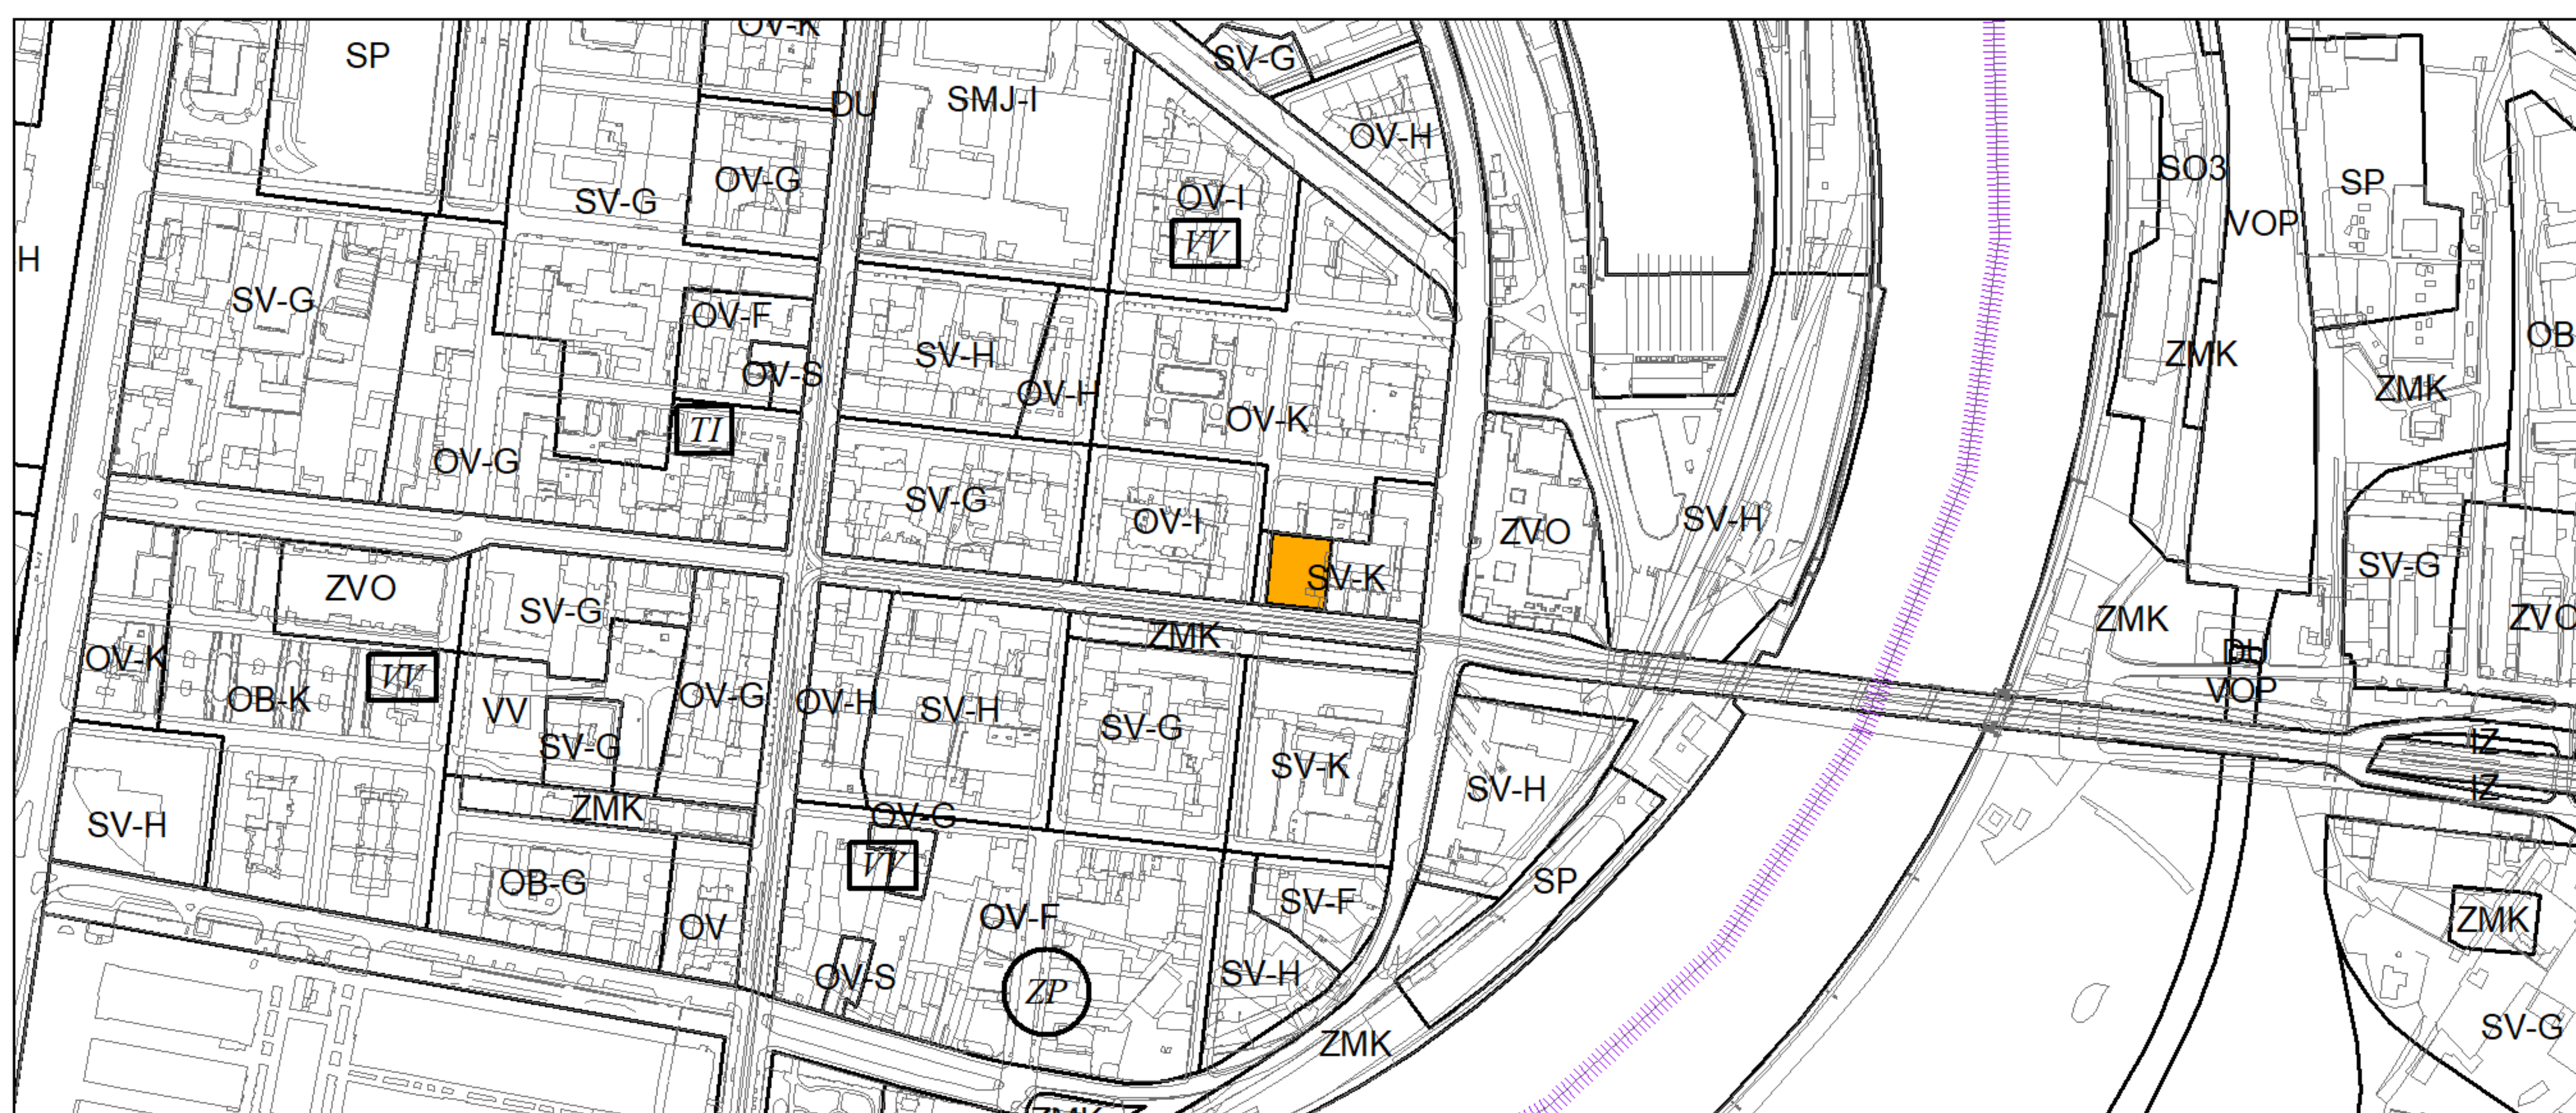 OV-K
SP
SV-G
DU
SMJ-I
OV-H
SO3
OV-G
SV-G
OV-I
SP
VOP
VV
H
SV-G
OV-F
OB
SV-H
ZMK
OV-S
OV-H
ZMK
OV-K
TI
OV-G
SV-G
OV-I
SV-H
ZVO
SV-G
SV-K
ZVO
SV-G
ZMK
ZVO
ZMK
OV-K
DU
VV
OB-K
VV
OV-G
OV-H
SV-H
VOP
SV-G
SV-G
SV-K
IZ
SV-H
IZ
ZMK
OV-G
SV-H
VV
OB-G
SP
SV-F
OV-F
ZMK
OV
OV-S
ZP
SV-H
SV-G
ZMK
ZMK